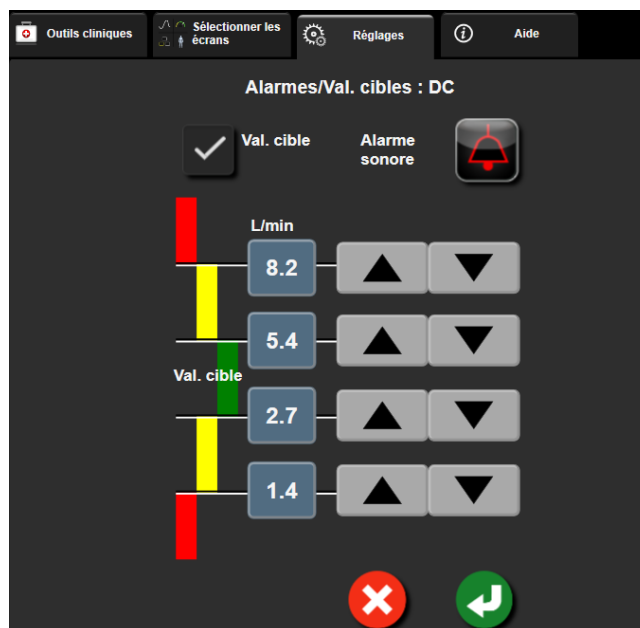 Outils cliniques
Sélectionner les
écrans
Réglages
Aide
Alarmes/Val. cibles : DC
Val. cible
Alarme
sonore
L/min
8.2
5.4
Val. cible
2.7
1.4